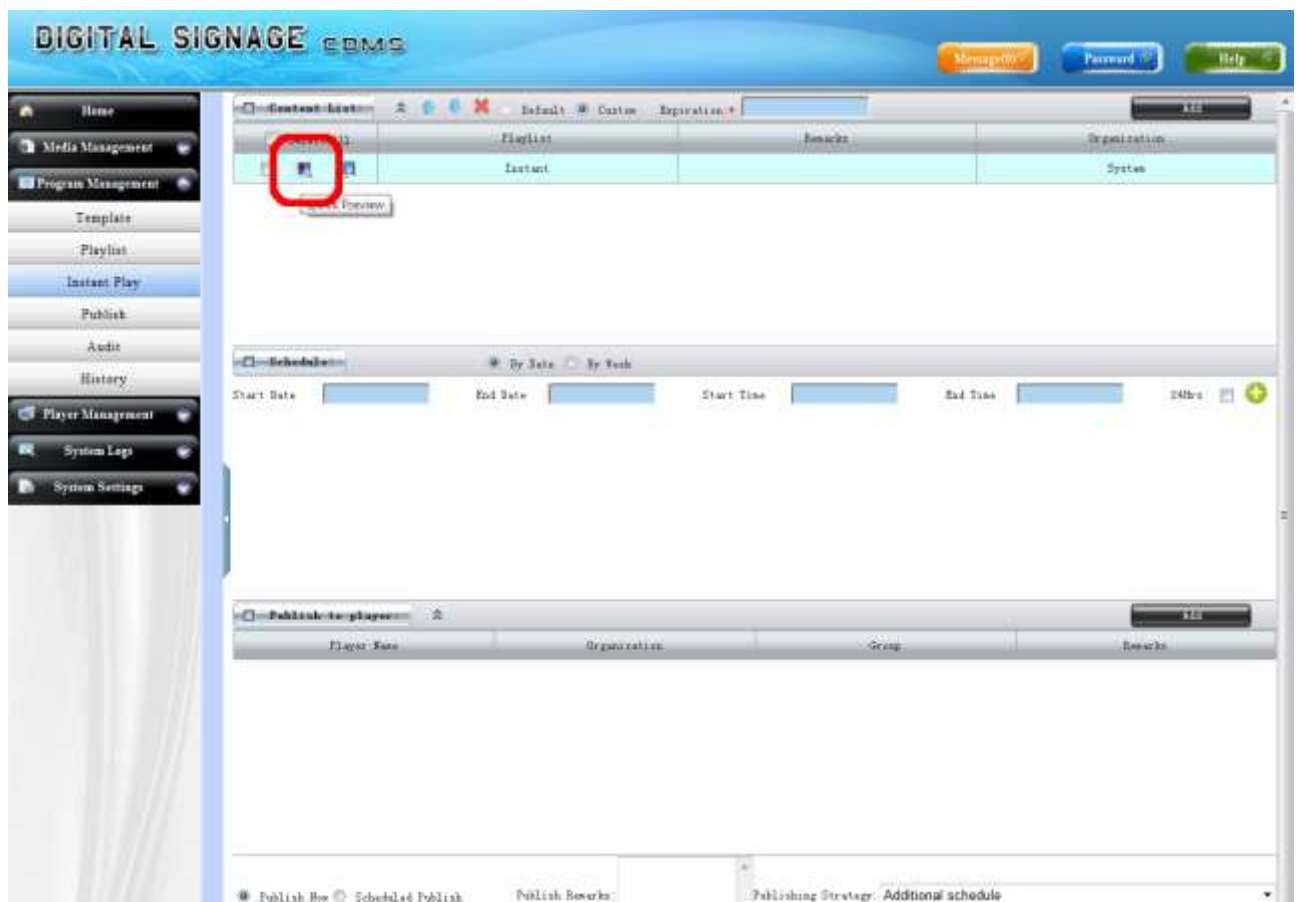 DIGITAL SIGNAGE CDMS
Message(0) Password Help
Home
Media Management
Program Management
Template
Playlist
Instant Play
Publish
Audit
History
Player Management
System Logs
System Settings
Content List Default Custom Expiration:* Add
Playlist Remarks Organization
Instant System
Preview
Schedule By Date By Week
Start Date End Date Start Time End Time 24Hrs
Publish to player Add
Player Name Organization Group Remarks
Publish Now Scheduled Publish Publish Remarks: Publishing Strategy: Additional schedule